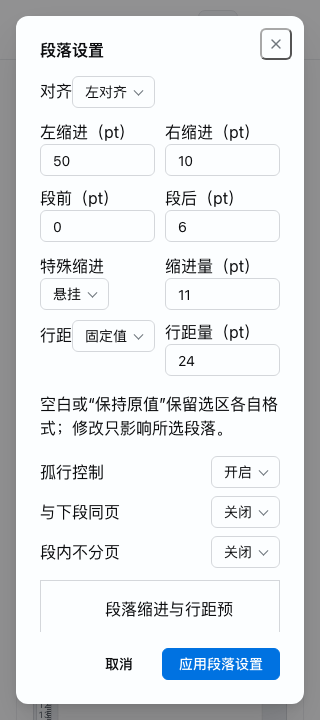 段落设置
对齐 左对齐
左缩进（pt） 右缩进（pt）
50 10
段前（pt） 段后（pt）
0 6
特殊缩进 缩进量（pt）
悬挂 11
行距 固定值 行距量（pt）
24
空白或“保持原值”保留选区各自格
式；修改只影响所选段落。
孤行控制 开启
与下段同页 关闭
段内不分页 关闭
段落缩进与行距预
取消 应用段落设置